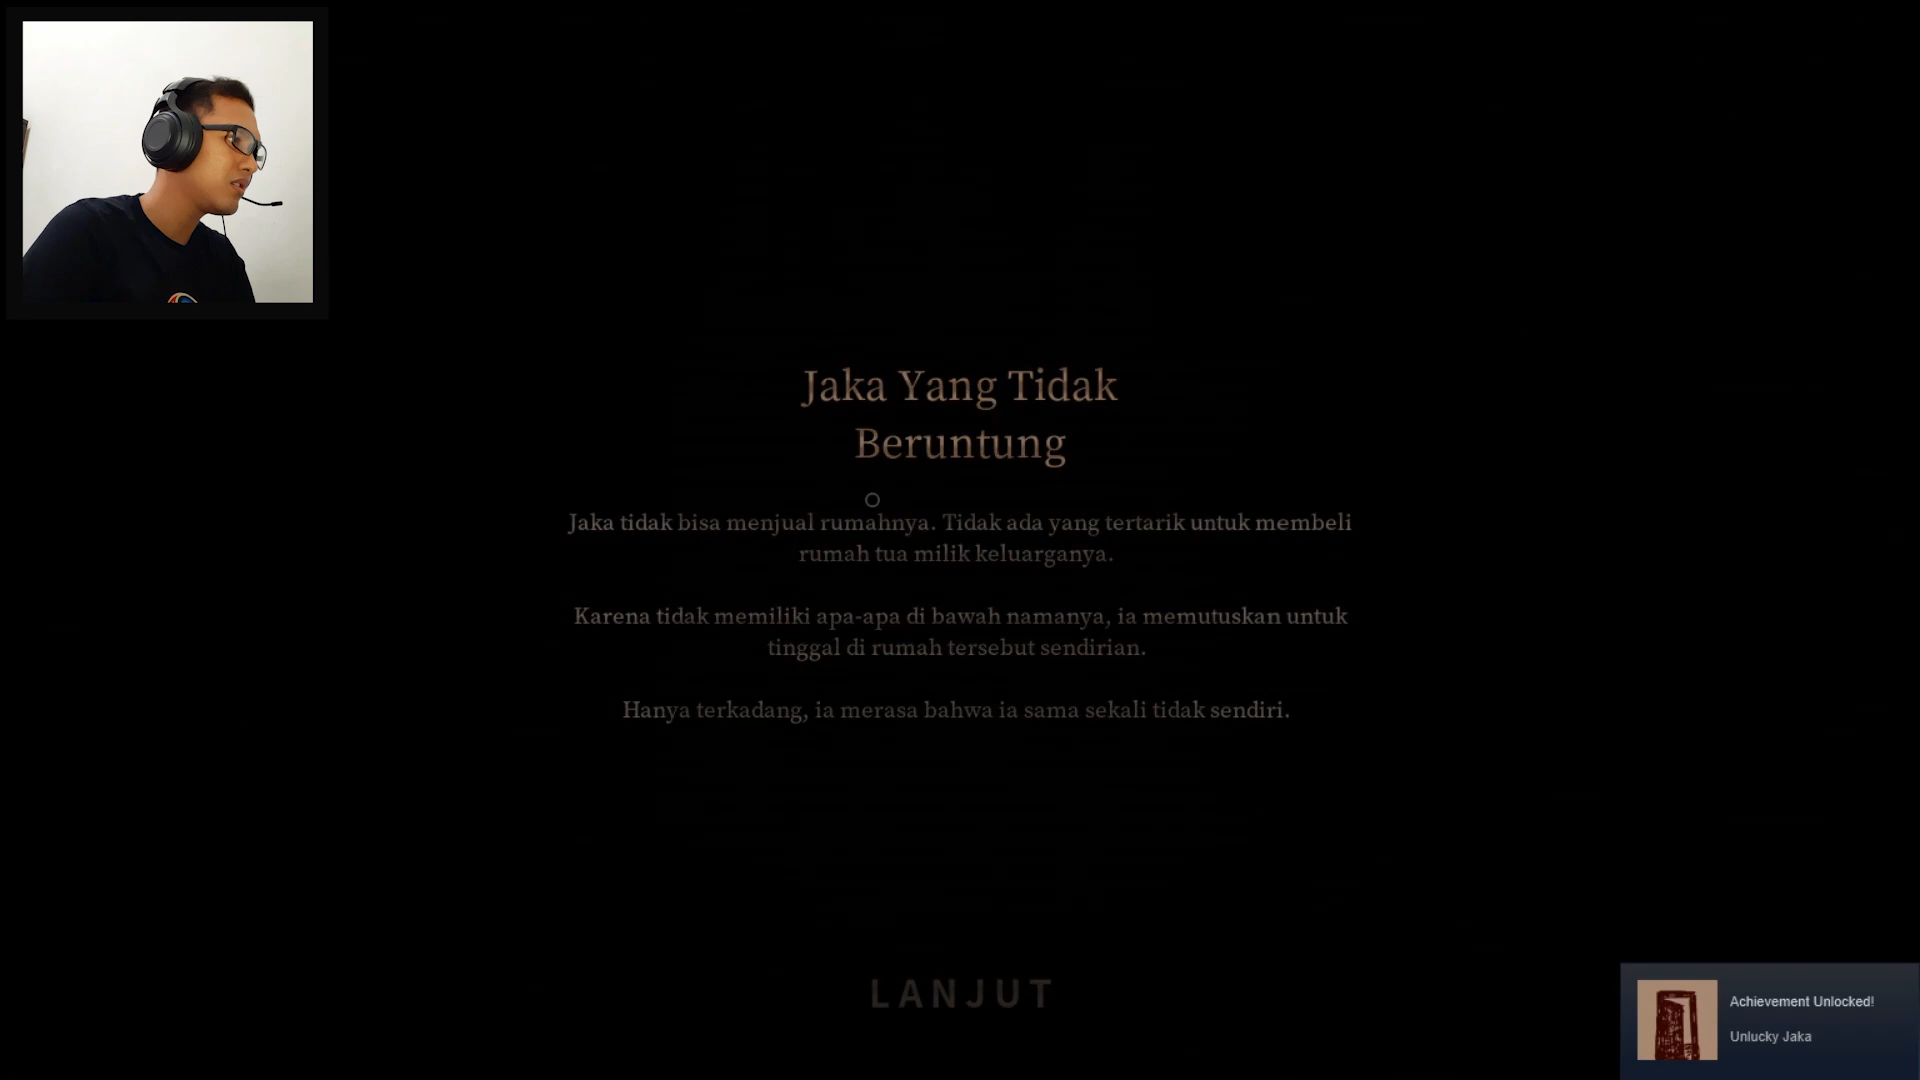 Jaka Yang Tidak
Beruntung
Jaka tidak bisa menjual rumahnya. Tidak ada yang tertarik untuk membeli
rumah tua milik keluarganya.
Karena tidak memiliki apa-apa di bawah namanya, ia memutuskan untuk
tinggal di rumah tersebut sendirian.
Hanya terkadang, ia merasa bahwa ia sama sekali tidak sendiri.
LANJUT
Achievement Unlocked!
Unlucky Jaka